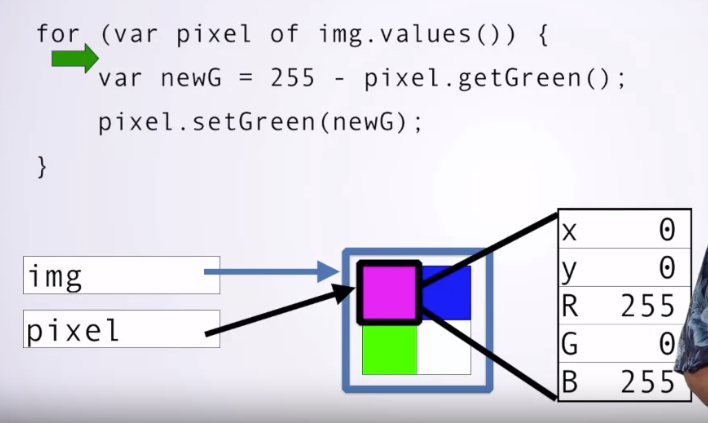 for (var pixel of img.values()) {
var newG = 255 - pixel.getGreen();
pixel.setGreen(newG);
}
img
pixel
x 0
y 0
R 255
G 0
B 255